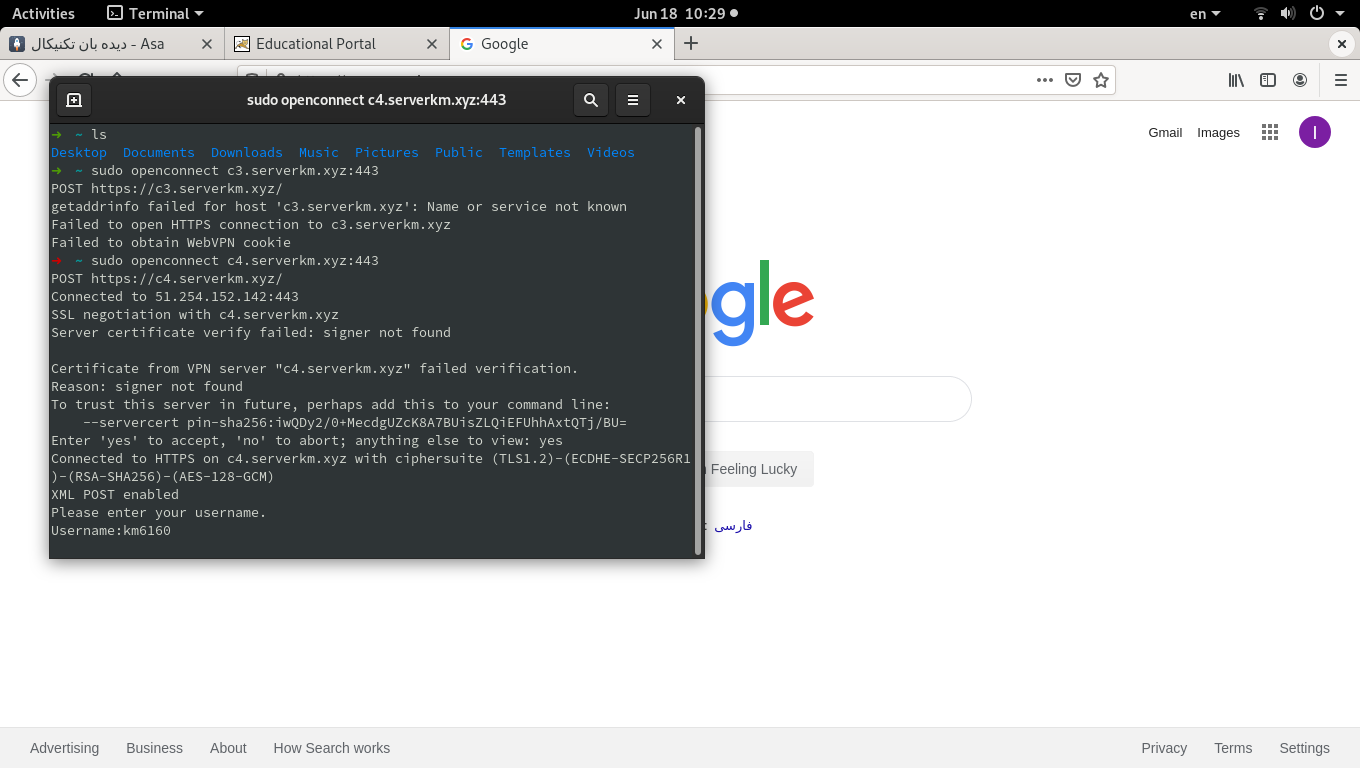 Activities
Terminal
Jun 18 10:29
en
دیده بان تکنیکال - Asa
Educational Portal
Google
sudo openconnect c4.serverkm.xyz:443
Gmail
Images
I
➜ ~ ls
Desktop Documents Downloads Music Pictures Public Templates Videos
➜ ~ sudo openconnect c3.serverkm.xyz:443
POST https://c3.serverkm.xyz/
getaddrinfo failed for host 'c3.serverkm.xyz': Name or service not known
Failed to open HTTPS connection to c3.serverkm.xyz
Failed to obtain WebVPN cookie
➜ ~ sudo openconnect c4.serverkm.xyz:443
POST https://c4.serverkm.xyz/
Connected to 51.254.152.142:443
SSL negotiation with c4.serverkm.xyz
Server certificate verify failed: signer not found
Certificate from VPN server "c4.serverkm.xyz" failed verification.
Reason: signer not found
To trust this server in future, perhaps add this to your command line:
--servercert pin-sha256:iwQDy2/0+MecdgUZcK8A7BUisZLQiEFUhhAxtQTj/BU=
Enter 'yes' to accept, 'no' to abort; anything else to view: yes
Connected to HTTPS on c4.serverkm.xyz with ciphersuite (TLS1.2)-(ECDHE-SECP256R1
)-(RSA-SHA256)-(AES-128-GCM)
XML POST enabled
Please enter your username.
Username:km6160
gle
Feeling Lucky
فارسی
Advertising
Business
About
How Search works
Privacy
Terms
Settings